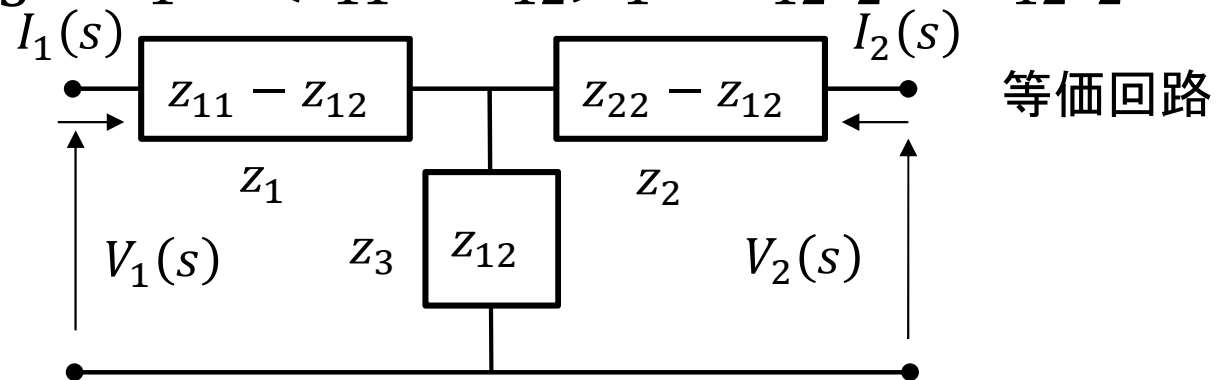 I₁(s)
I₂(s)
z₁₁ − z₁₂
z₂₂ − z₁₂
等価回路
z₁
z₂
V₁(s)
z₃
z₁₂
V₂(s)